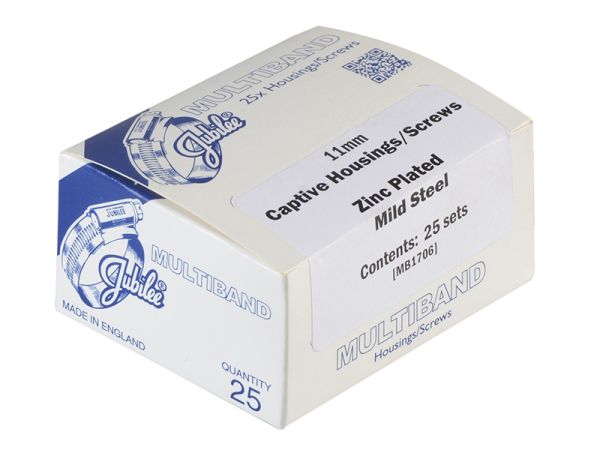 MULTIBAND
25x Housings/Screws
Jubilee®
11mm
Captive Housings/Screws
Zinc Plated
Mild Steel
Contents: 25 sets
[MB1706]
MULTIBAND
Housings/Screws
JUBILEE
Jubilee®
MULTIBAND
MADE IN ENGLAND
QUANTITY
25